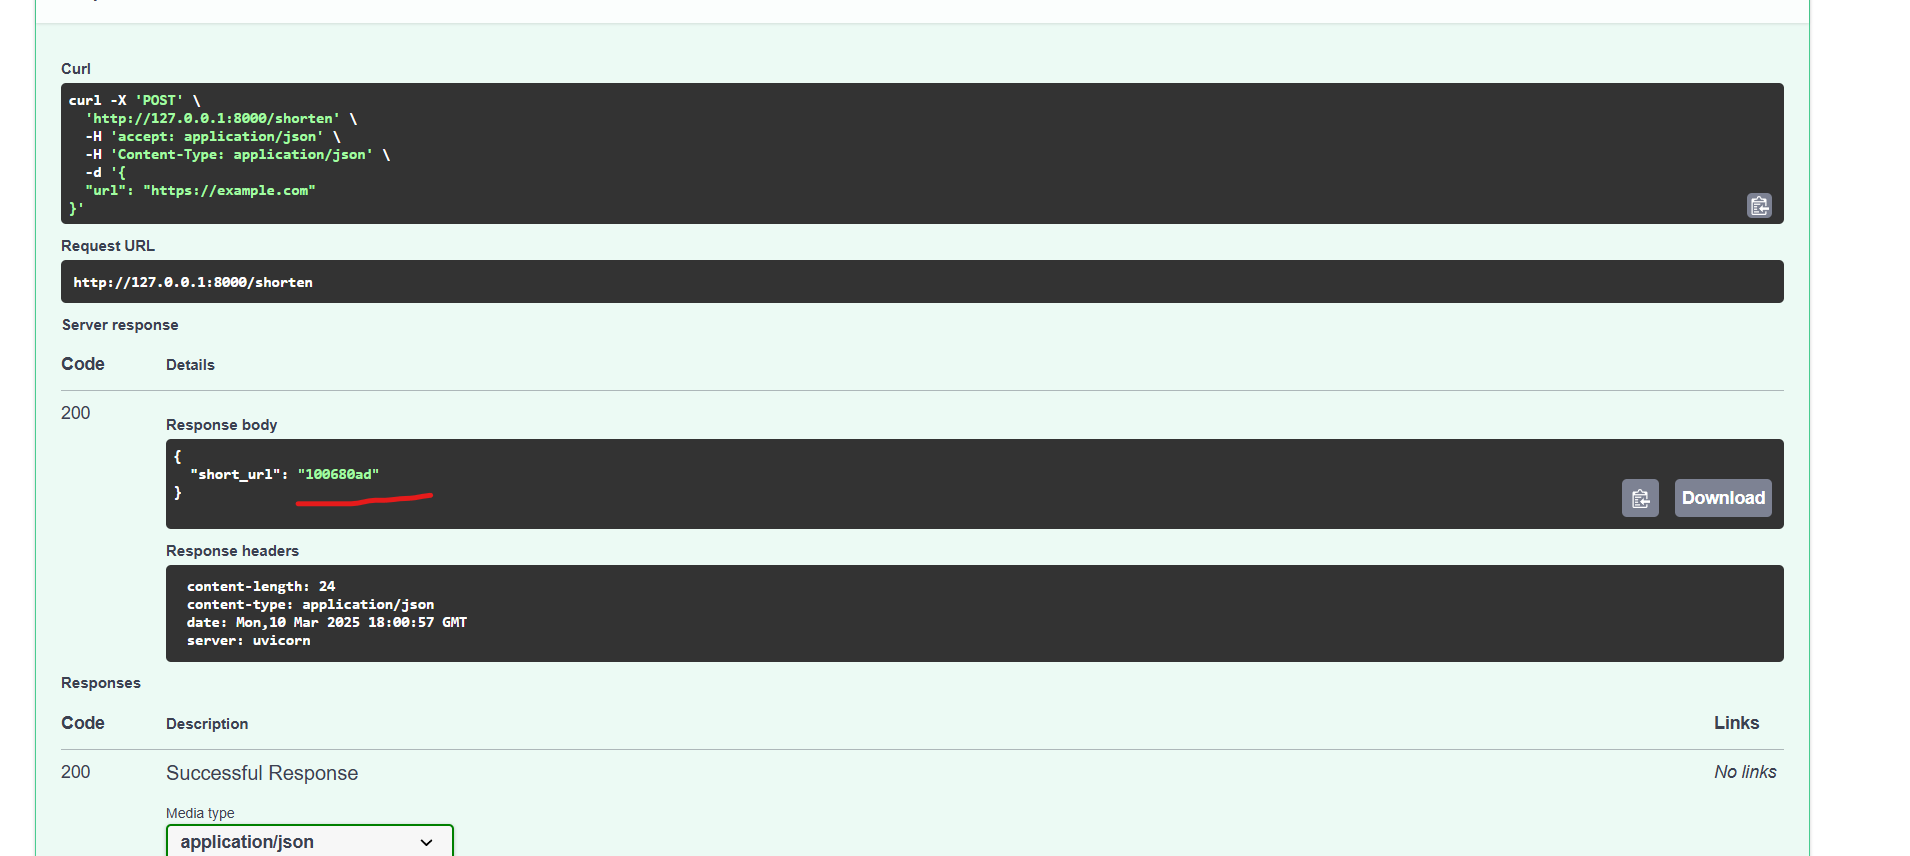 Curl
curl -X 'POST' \
'http://127.0.0.1:8000/shorten' \
-H 'accept: application/json' \
-H 'Content-Type: application/json' \
-d '{
"url": "https://example.com"
}'
Request URL
http://127.0.0.1:8000/shorten
Server response
Code Details
200
Response body
{
"short_url": "100680ad"
}
Download
Response headers
content-length: 24
content-type: application/json
date: Mon,10 Mar 2025 18:00:57 GMT
server: uvicorn
Responses
Code Description Links
200 Successful Response No links
Media type
application/json